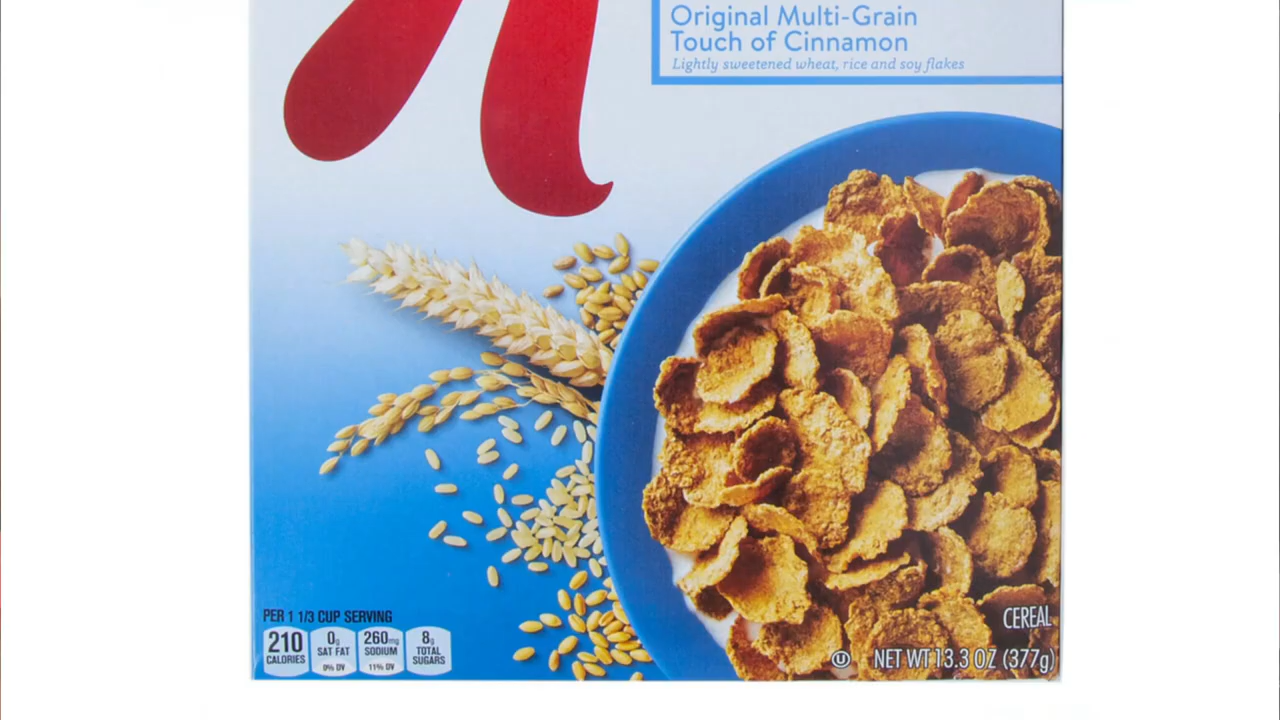 Original Multi-Grain
Touch of Cinnamon
Lightly sweetened wheat, rice and soy flakes
PER 1 1/3 CUP SERVING
210
CALORIES
0g
SAT FAT
0% DV
260mg
SODIUM
11% DV
8g
TOTAL
SUGARS
CEREAL
U NET WT 13.3 OZ (377g)